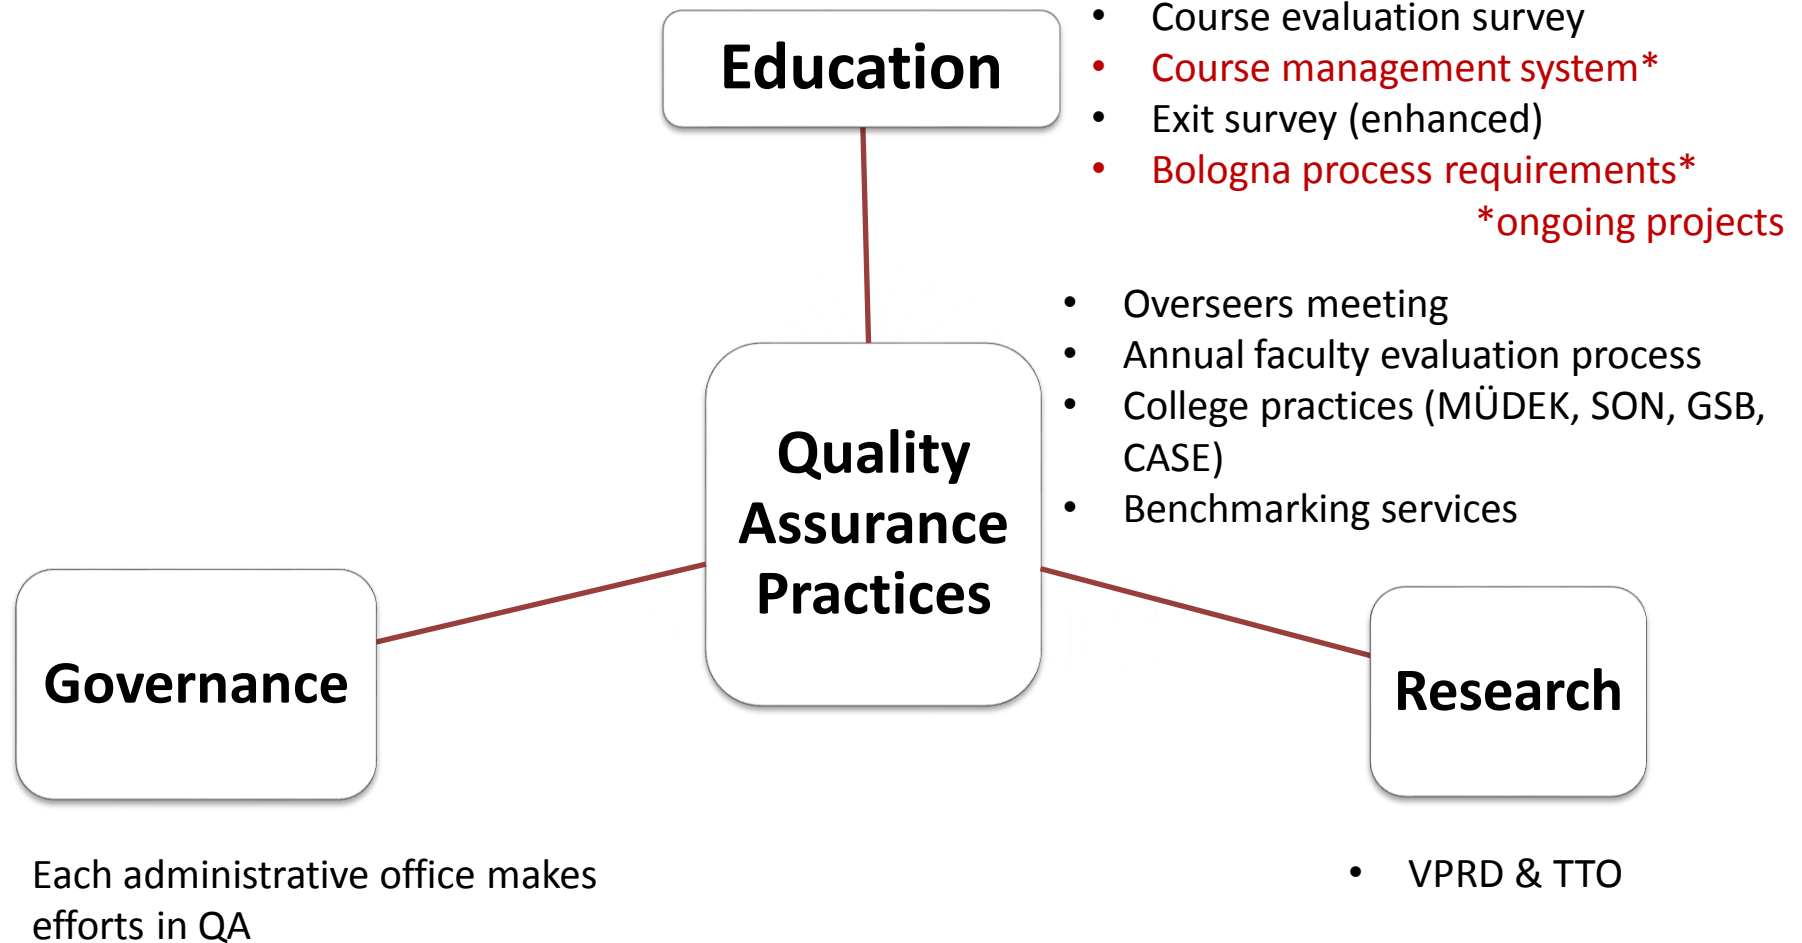 Education
• Course evaluation survey
• Course management system*
• Exit survey (enhanced)
• Bologna process requirements*
*ongoing projects
• Overseers meeting
• Annual faculty evaluation process
• College practices (MÜDEK, SON, GSB,
CASE)
• Benchmarking services
Quality
Assurance
Practices
Governance
Research
Each administrative office makes
efforts in QA
• VPRD & TTO